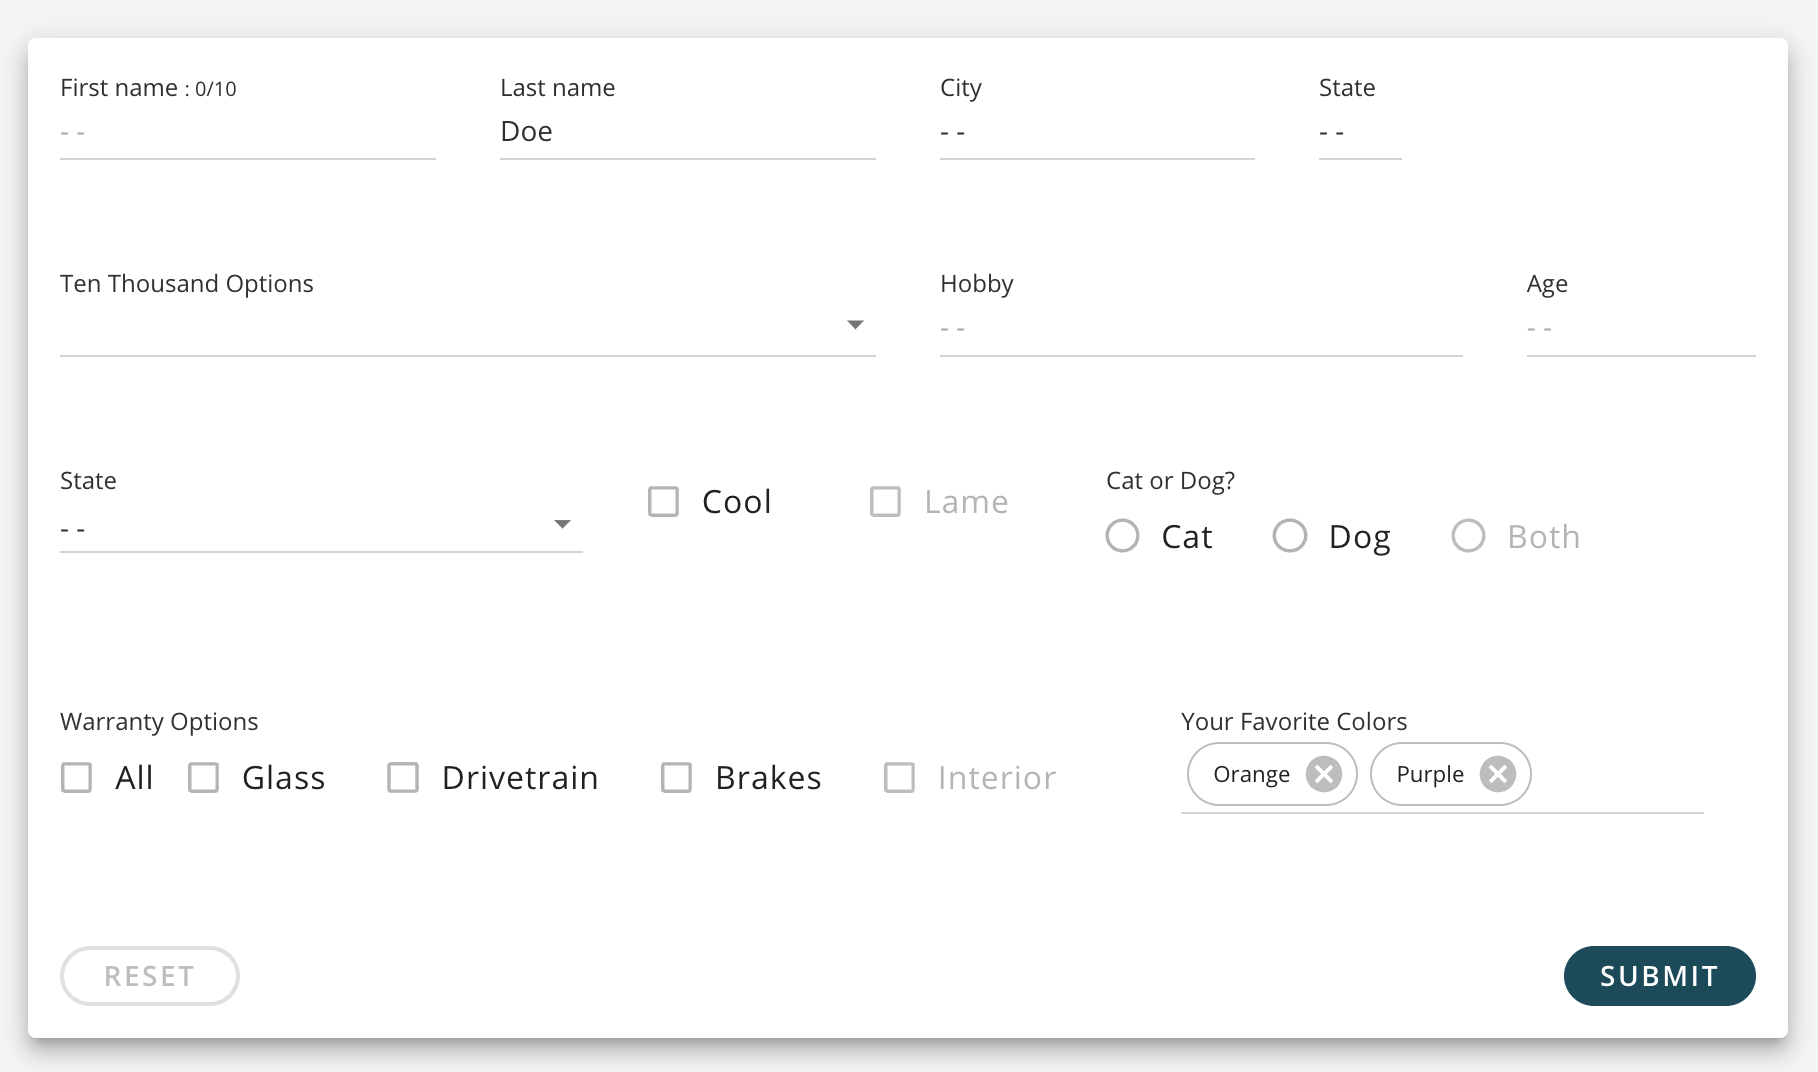 First name : 0/10 Last name City State
- - Doe - - - -
Ten Thousand Options Hobby Age
- - - -
State Cool Lame Cat or Dog?
- - Cat Dog Both
Warranty Options Your Favorite Colors
All Glass Drivetrain Brakes Interior Orange Purple
RESET SUBMIT